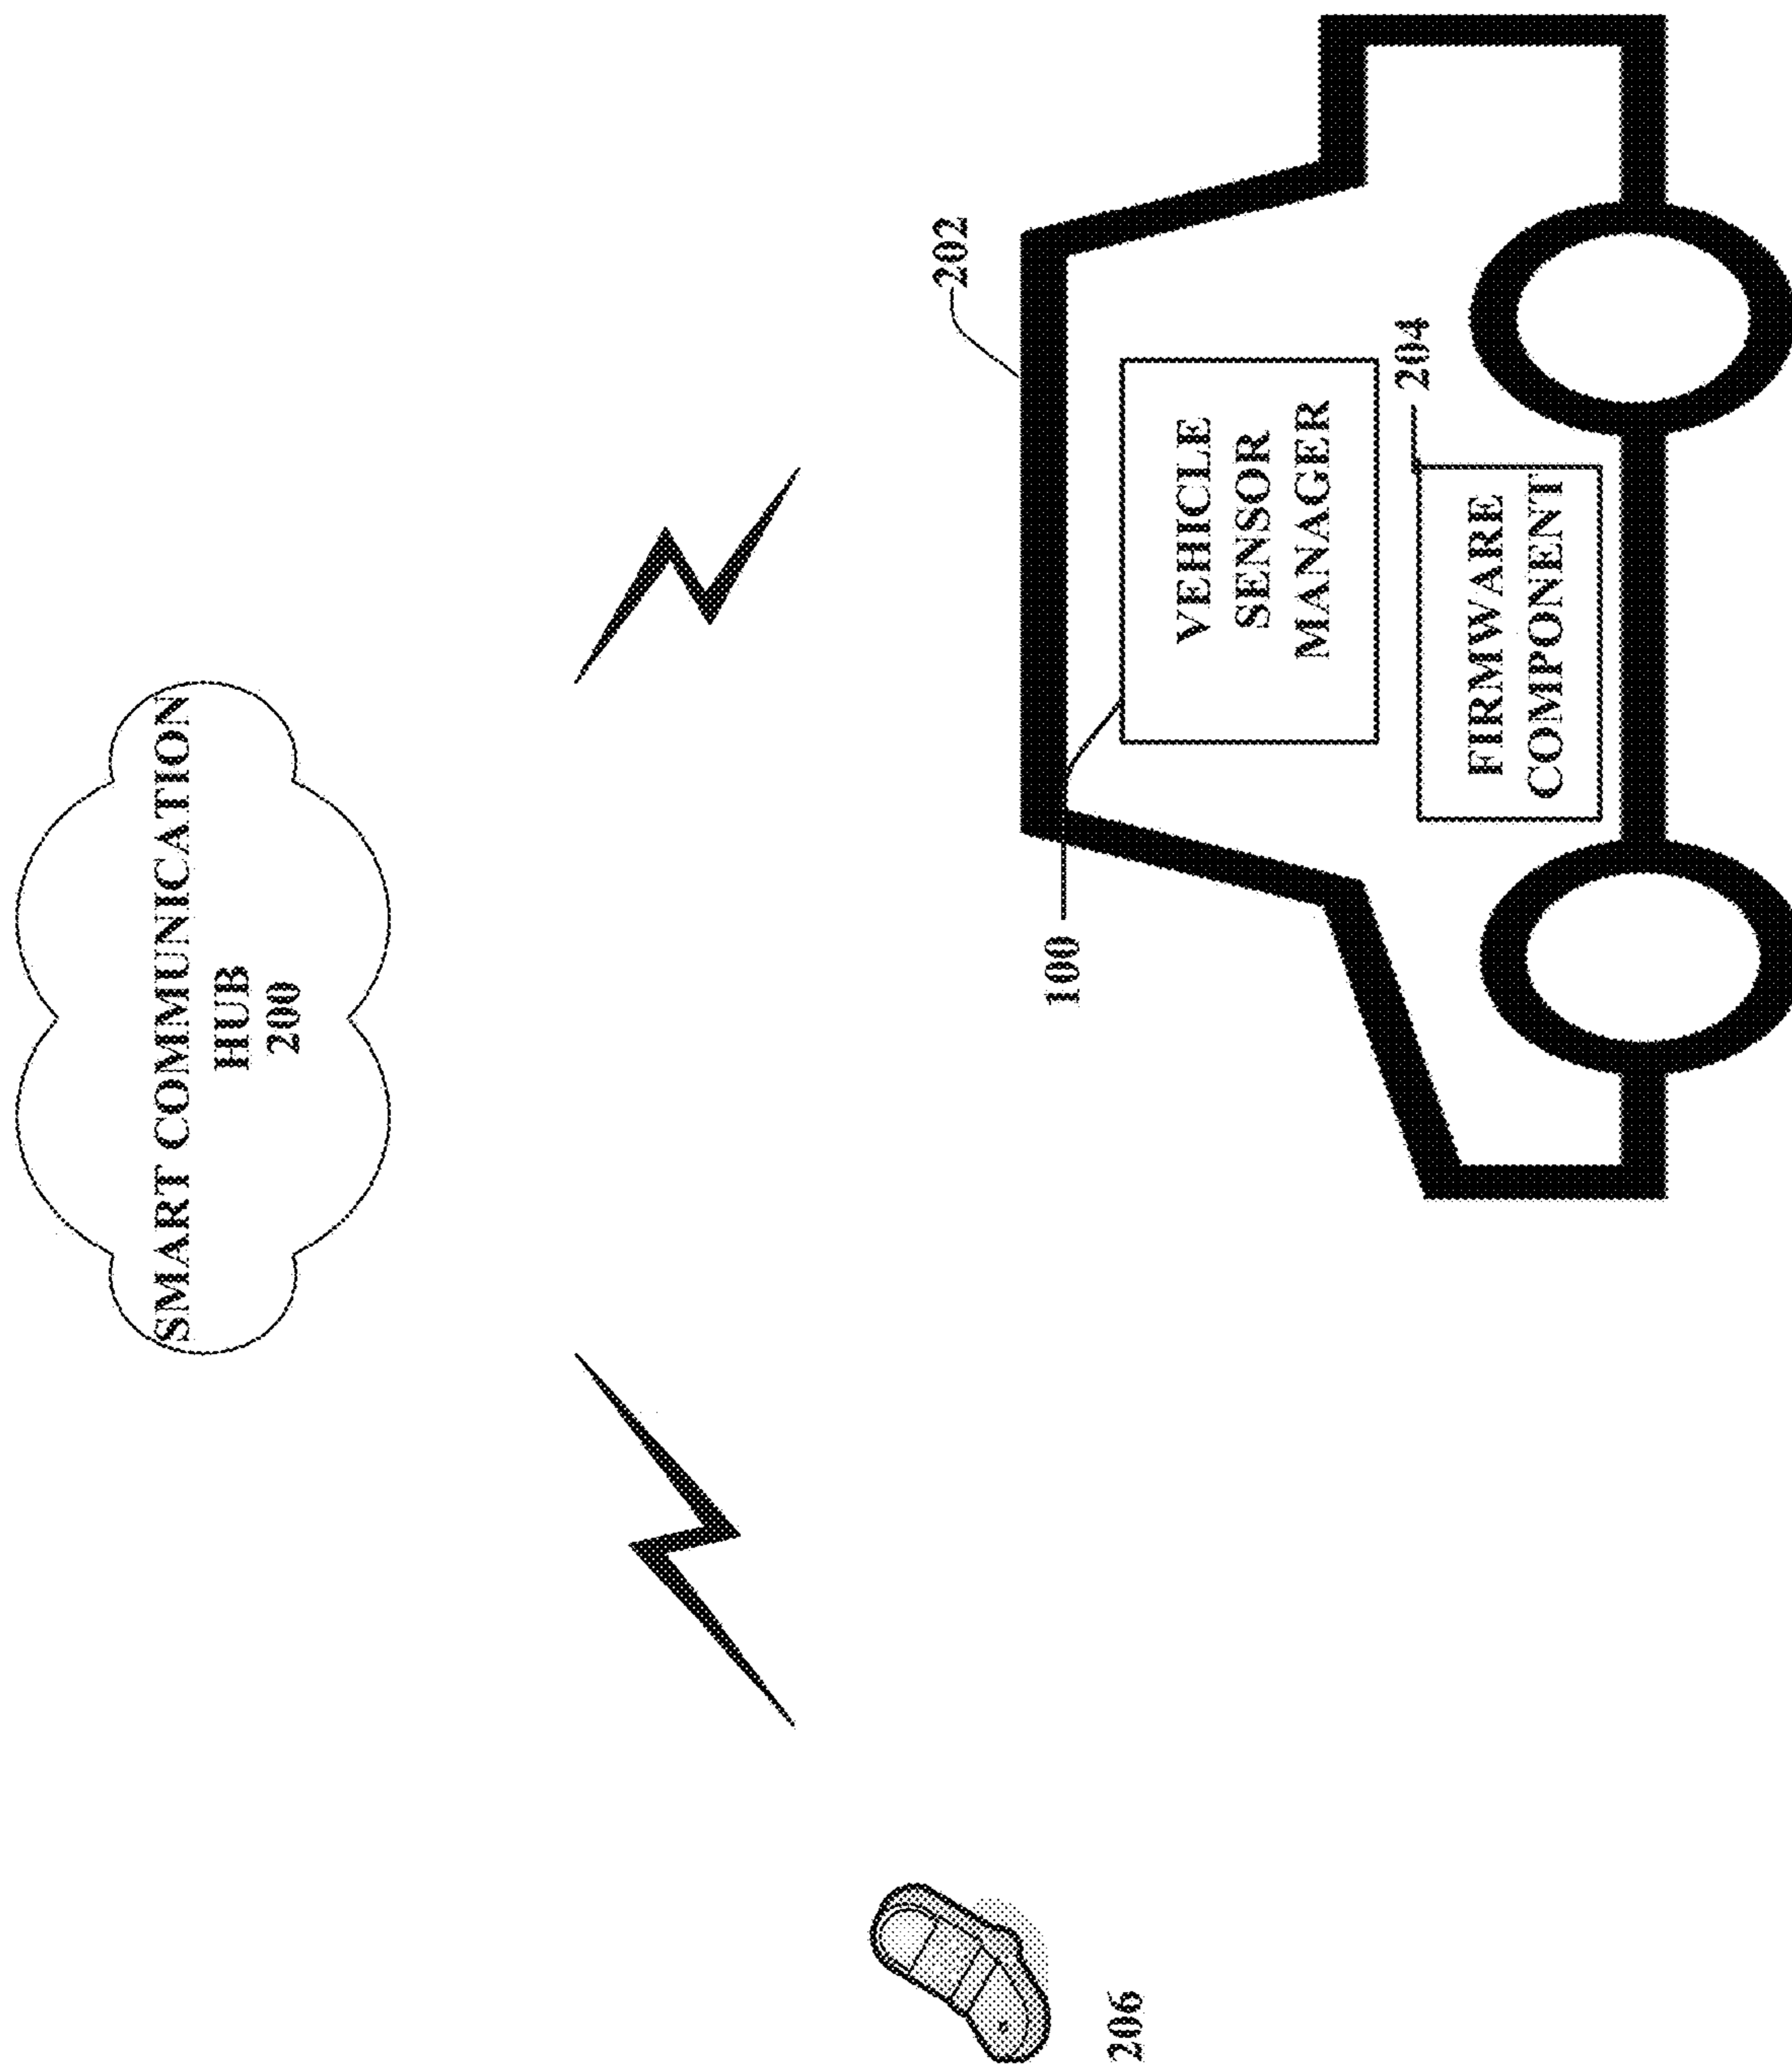 SMART COMMUNICATION
HUB
200
202
100
VEHICLE
SENSOR
MANAGER
204
FIRMWARE
COMPONENT
206